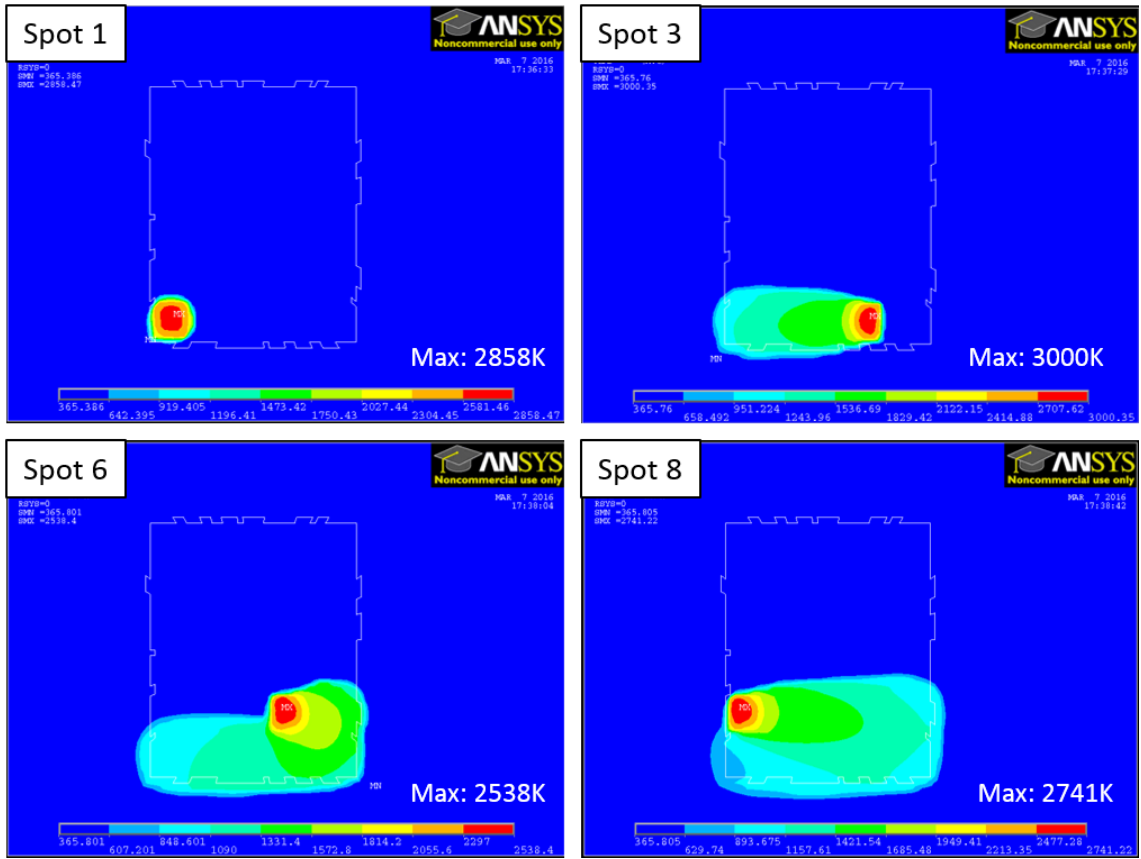 Spot 1
ANSYS
Noncommercial use only
MAR 7 2016
17:36:33
RSYS=0
SMN =365.386
SMX =2858.47
MX
MN
Max: 2858K
365.386 919.405 1473.42 2027.44 2581.46
642.395 1196.41 1750.43 2304.45 2858.47
Spot 3
ANSYS
Noncommercial use only
MAR 7 2016
17:37:29
RSYS=0
SMN =365.76
SMX =3000.35
MX
MN
Max: 3000K
365.76 951.224 1536.69 2122.15 2707.62
658.492 1243.96 1829.42 2414.88 3000.35
Spot 6
ANSYS
Noncommercial use only
MAR 7 2016
17:38:04
RSYS=0
SMN =365.801
SMX =2538.4
MX
MN
Max: 2538K
365.801 848.601 1331.4 1814.2 2297
607.201 1090 1572.8 2055.6 2538.4
Spot 8
ANSYS
Noncommercial use only
MAR 7 2016
17:38:42
RSYS=0
SMN =365.805
SMX =2741.22
MX
Max: 2741K
365.805 893.675 1421.54 1949.41 2477.28
629.74 1157.61 1685.48 2213.35 2741.22